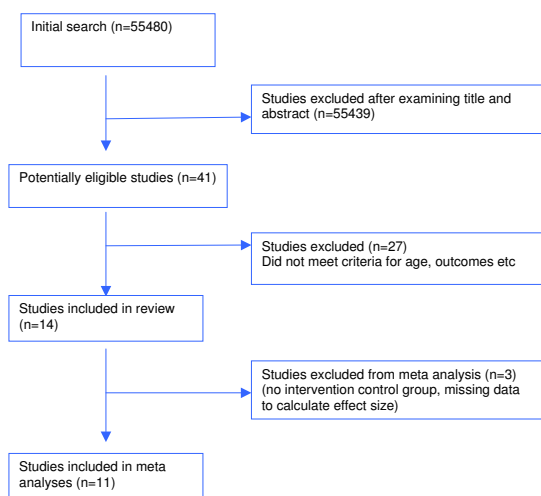 Initial search (n=55480)
Studies excluded after examining title and
abstract (n=55439)
Potentially eligible studies (n=41)
Studies excluded (n=27)
Did not meet criteria for age, outcomes etc
Studies included in review
(n=14)
Studies excluded from meta analysis (n=3)
(no intervention control group, missing data
to calculate effect size)
Studies included in meta
analyses (n=11)